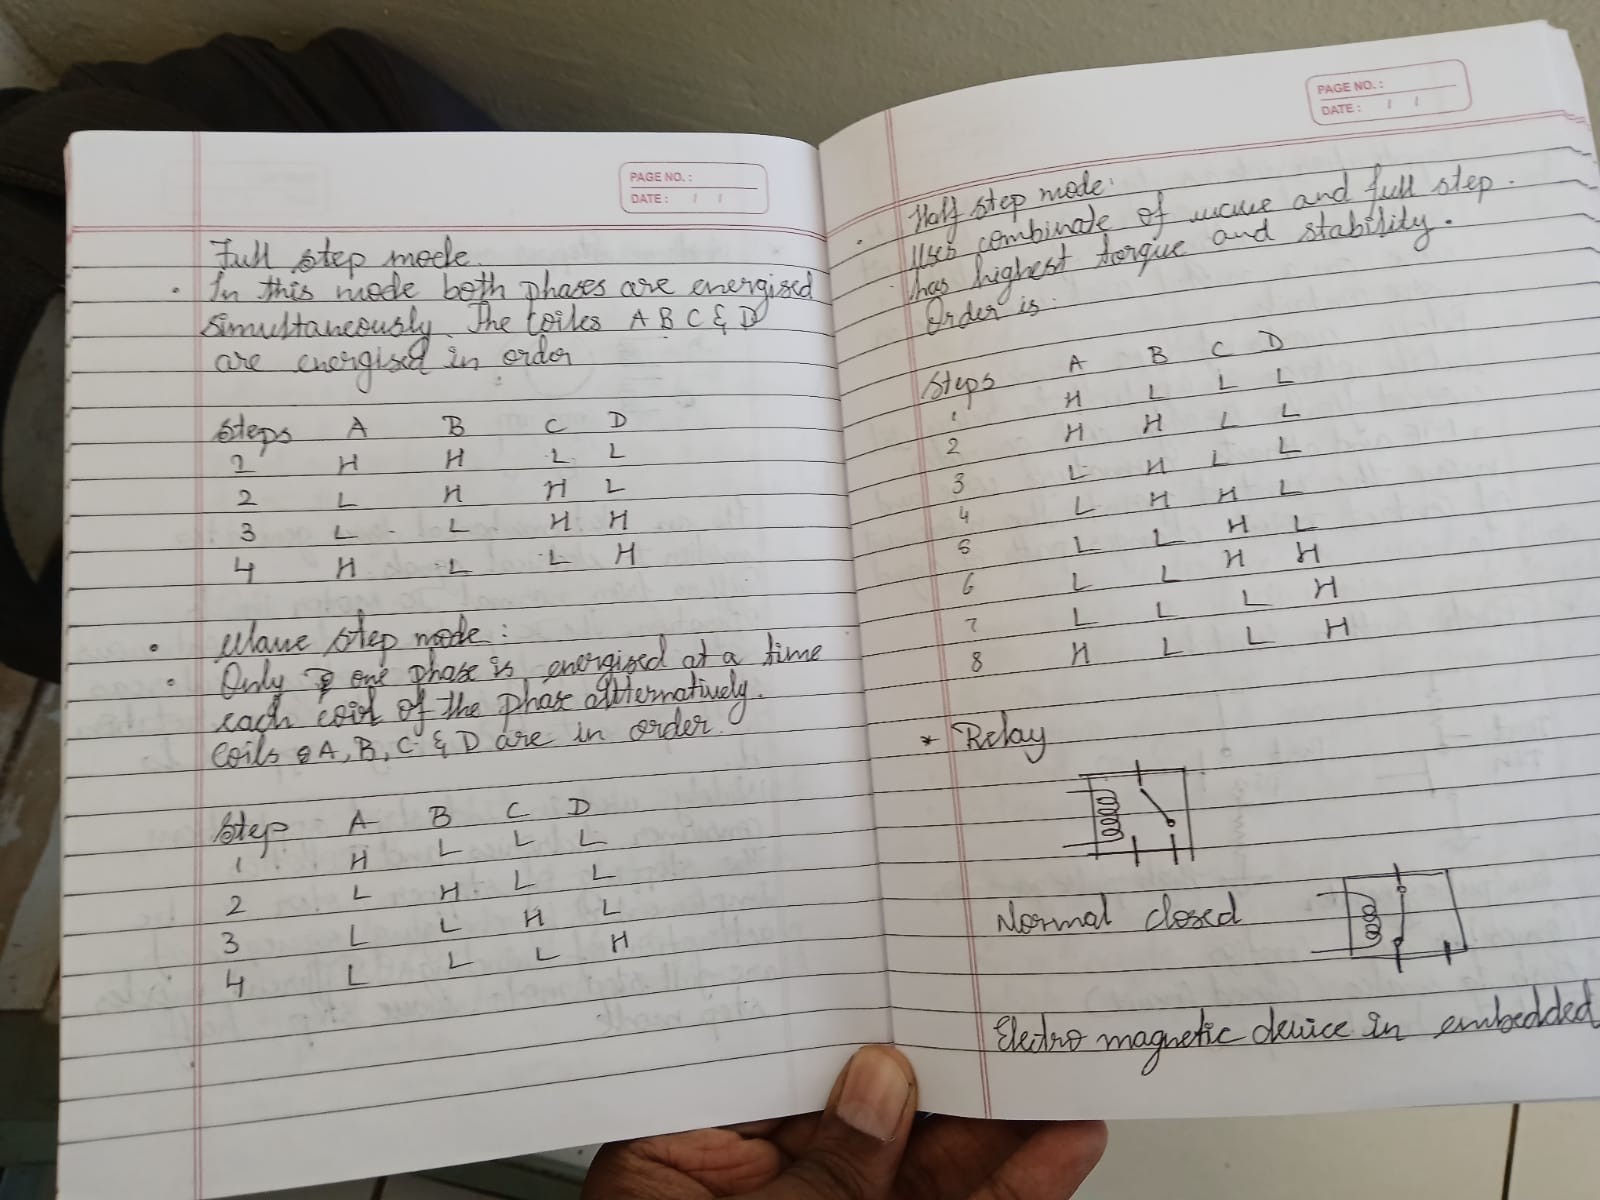 PAGE NO. :
DATE : / /
Full step mode.
• In this mode both phases are energised
simultaneously. The coiles A B C & D
are energised in order
Steps A B C D
1 H H L L
2 L H H L
3 L L H H
4 H L L H
• Wave step mode :
• Only one phase is energised at a time
each coil of the phase altternatively.
Coils A, B, C & D are in order.
Step A B C D
1 H L L L
2 L H L L
3 L L H L
4 L L L H
PAGE NO. :
DATE : / /
• Half step mode:
Uses combinate of wave and full step.
• has highest torque and stability.
Order is:
Steps A B C D
1 H L L L
2 H H L L
3 L H L L
4 L H H L
5 L L H L
6 L L H H
7 L L L H
8 H L L H
* Relay
Normal closed
Electro magnetic device in embedded